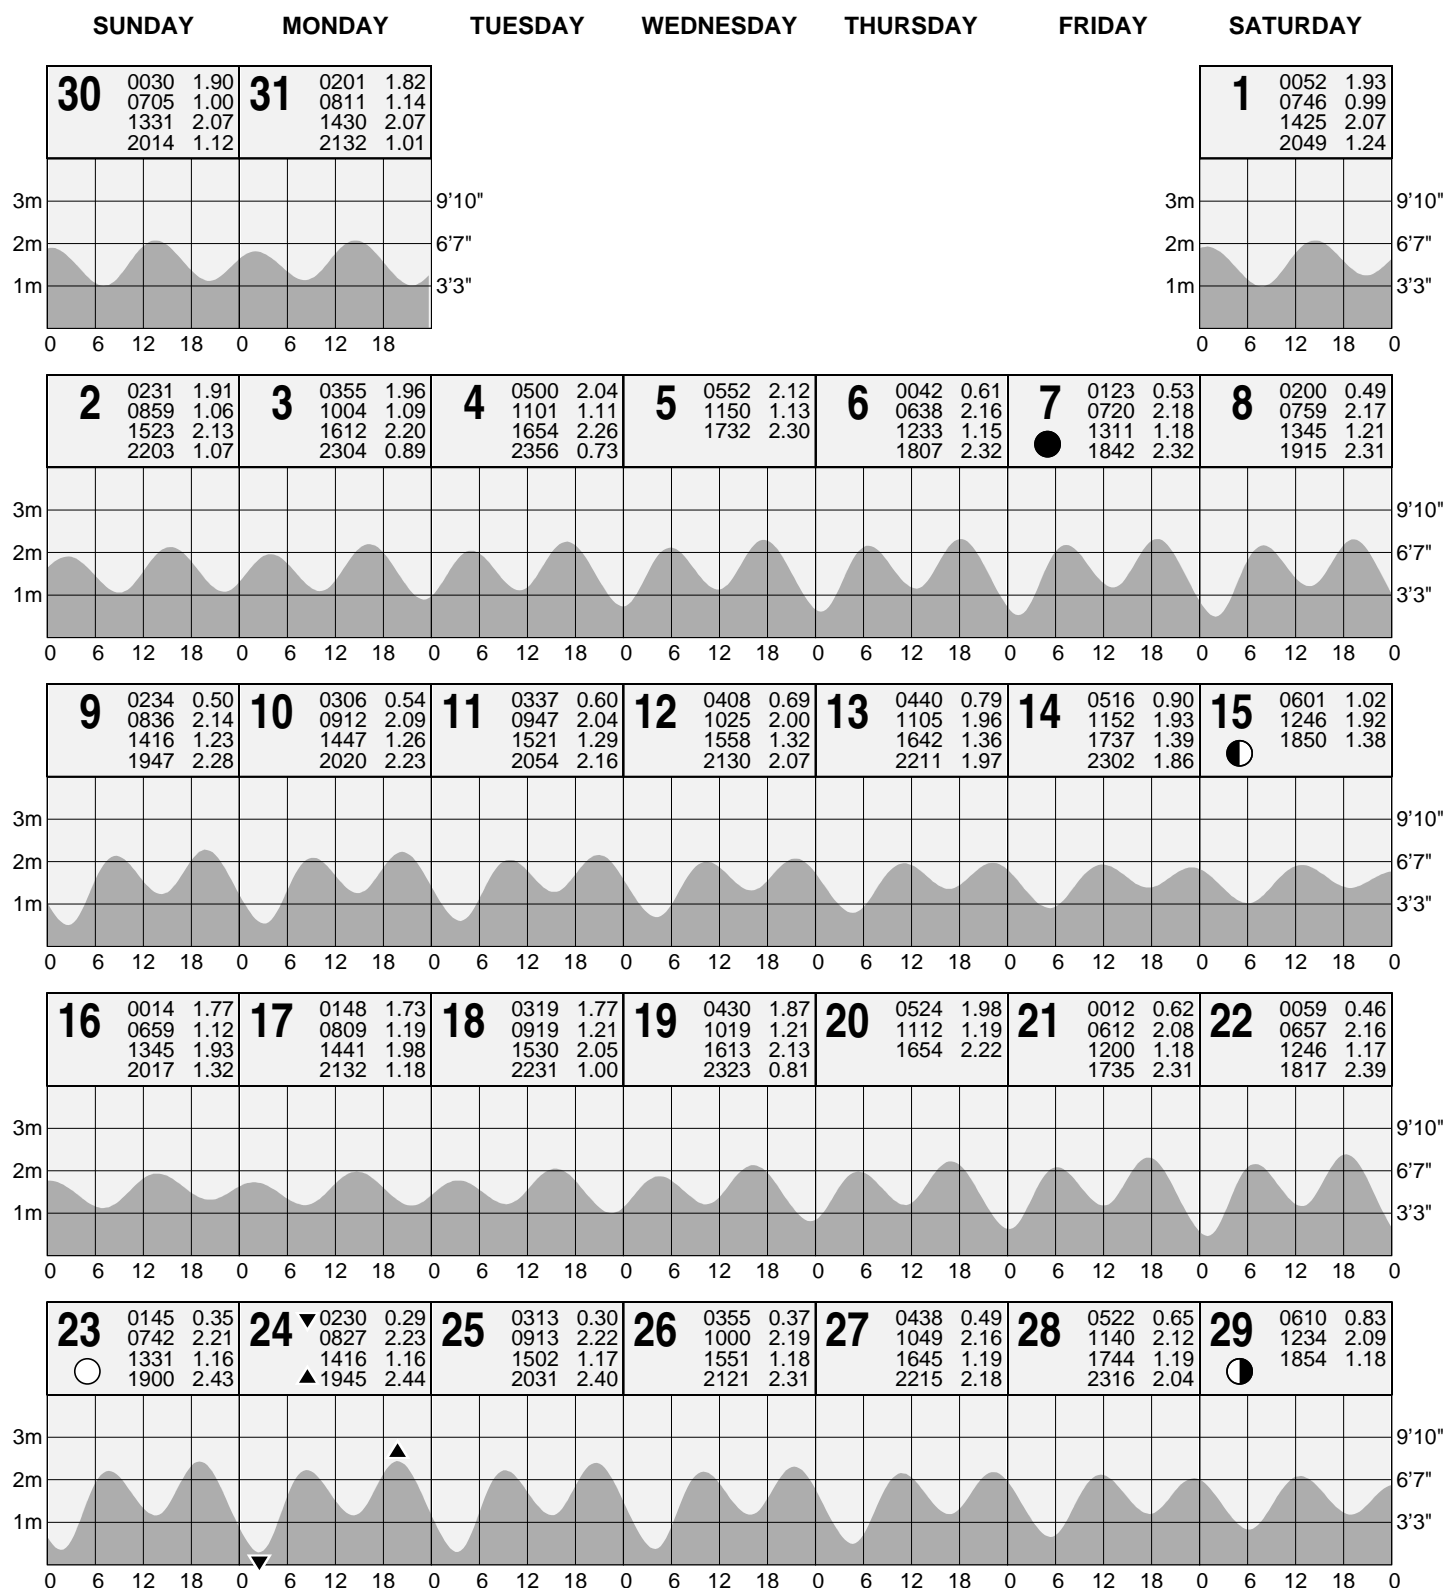 SUNDAY MONDAY TUESDAY WEDNESDAY THURSDAY FRIDAY SATURDAY
30 0030 1.90 31 0201 1.82 1 0052 1.93
0705 1.00 0811 1.14 0746 0.99
1331 2.07 1430 2.07 1425 2.07
2014 1.12 2132 1.01 2049 1.24
3m 9'10" 3m 9'10"
2m 6'7" 2m 6'7"
1m 3'3" 1m 3'3"
0 6 12 18 0 6 12 18 0 6 12 18 0
2 0231 1.91 3 0355 1.96 4 0500 2.04 5 0552 2.12 6 0042 0.61 7 0123 0.53 8 0200 0.49
0859 1.06 1004 1.09 1101 1.11 1150 1.13 0638 2.16 0720 2.18 0759 2.17
1523 2.13 1612 2.20 1654 2.26 1732 2.30 1233 1.15 1311 1.18 1345 1.21
2203 1.07 2304 0.89 2356 0.73 1807 2.32 1842 2.32 1915 2.31
3m 9'10"
2m 6'7"
1m 3'3"
0 6 12 18 0 6 12 18 0 6 12 18 0 6 12 18 0 6 12 18 0 6 12 18 0 6 12 18 0
9 0234 0.50 10 0306 0.54 11 0337 0.60 12 0408 0.69 13 0440 0.79 14 0516 0.90 15 0601 1.02
0836 2.14 0912 2.09 0947 2.04 1025 2.00 1105 1.96 1152 1.93 1246 1.92
1416 1.23 1447 1.26 1521 1.29 1558 1.32 1642 1.36 1737 1.39 1850 1.38
1947 2.28 2020 2.23 2054 2.16 2130 2.07 2211 1.97 2302 1.86
3m 9'10"
2m 6'7"
1m 3'3"
0 6 12 18 0 6 12 18 0 6 12 18 0 6 12 18 0 6 12 18 0 6 12 18 0 6 12 18 0
16 0014 1.77 17 0148 1.73 18 0319 1.77 19 0430 1.87 20 0524 1.98 21 0012 0.62 22 0059 0.46
0659 1.12 0809 1.19 0919 1.21 1019 1.21 1112 1.19 0612 2.08 0657 2.16
1345 1.93 1441 1.98 1530 2.05 1613 2.13 1654 2.22 1200 1.18 1246 1.17
2017 1.32 2132 1.18 2231 1.00 2323 0.81 1735 2.31 1817 2.39
3m 9'10"
2m 6'7"
1m 3'3"
0 6 12 18 0 6 12 18 0 6 12 18 0 6 12 18 0 6 12 18 0 6 12 18 0 6 12 18 0
23 0145 0.35 24 0230 0.29 25 0313 0.30 26 0355 0.37 27 0438 0.49 28 0522 0.65 29 0610 0.83
0742 2.21 0827 2.23 0913 2.22 1000 2.19 1049 2.16 1140 2.12 1234 2.09
1331 1.16 1416 1.16 1502 1.17 1551 1.18 1645 1.19 1744 1.19 1854 1.18
1900 2.43 1945 2.44 2031 2.40 2121 2.31 2215 2.18 2316 2.04
3m 9'10"
2m 6'7"
1m 3'3"
0 6 12 18 0 6 12 18 0 6 12 18 0 6 12 18 0 6 12 18 0 6 12 18 0 6 12 18 0